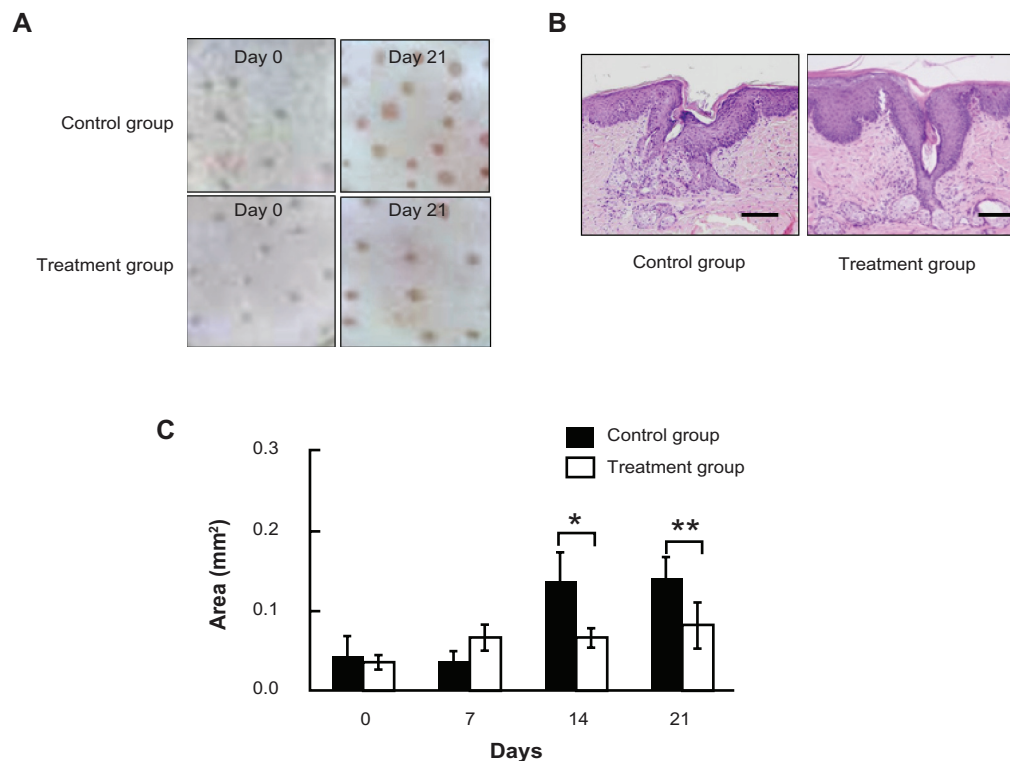 A
Day 0
Day 21
Control group
Day 0
Day 21
Treatment group
B
Control group
Treatment group
C
Control group
Treatment group
0.3
0.2
0.1
0.0
Area (mm²)
*
**
0
7
14
21
Days